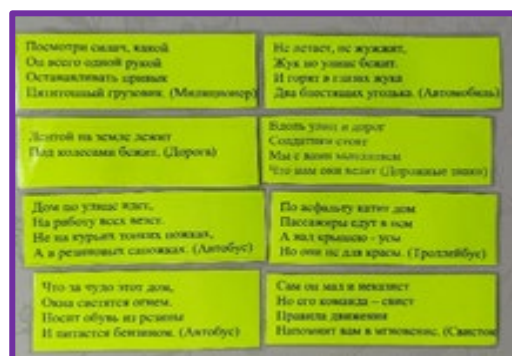 Посмотри силач, какой
Он всего одной рукой
Останавливать привык
Пятитонный грузовик. (Милиционер)
Не летает, не жужжит,
Жук по улице бежит.
И горят в глазах жука
Два блестящих уголька. (Автомобиль)
Лентой на земле лежит
Под колесами бежит. (Дорога)
Вдоль улиц и дорог
Солдатики стоят
Мы с вами выполняем
Что нам они велят (Дорожные знаки)
Дом по улице идет,
На работу всех везет.
Не на курьих тонких ножках,
А в резиновых сапожках. (Автобус)
По асфальту катит дом
Пассажиры едут в нем
А над крышею - усы
Но они не для красы. (Троллейбус)
Что за чудо этот дом,
Окна светятся огнем.
Носит обувь из резины
И питается бензином. (Автобус)
Сам он мал и неказист
Но его команда – свист
Правила движения
Напомнит вам в мгновение. (Свисток